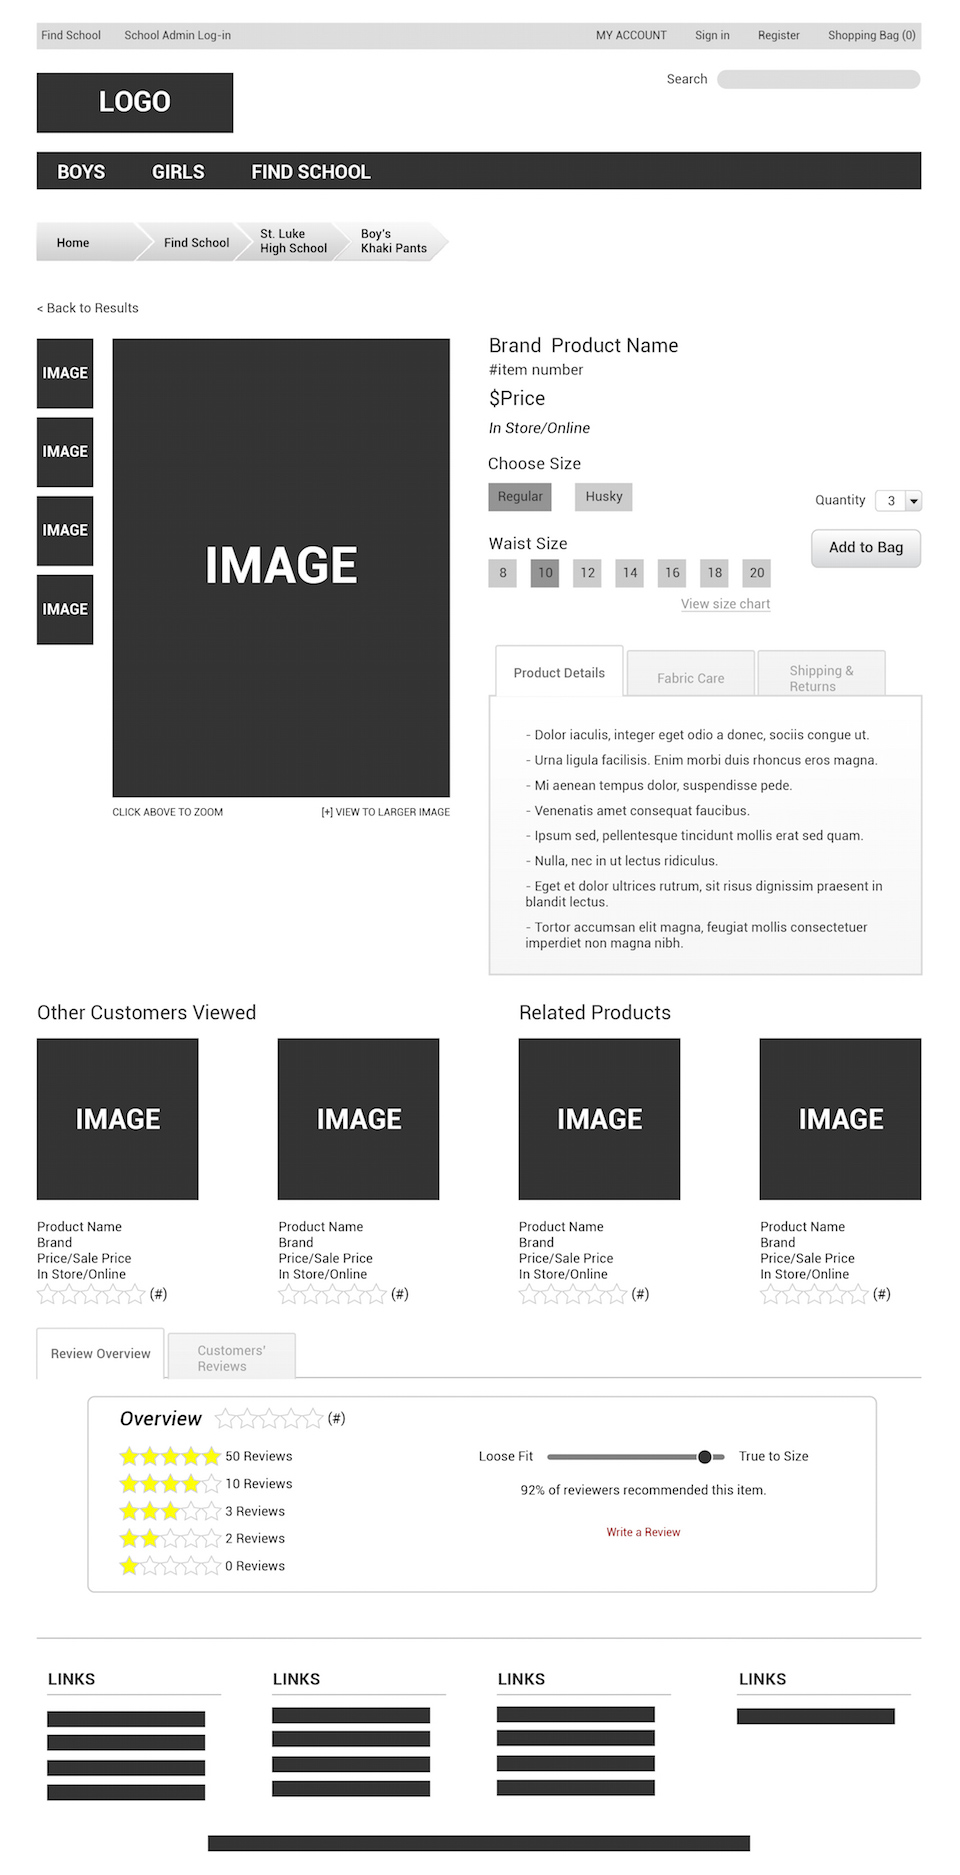 Find School School Admin Log-in MY ACCOUNT Sign in Register Shopping Bag (0)
Search
LOGO
BOYS GIRLS FIND SCHOOL
Home
Find School
St. Luke
High School
Boy's
Khaki Pants
< Back to Results
IMAGE
IMAGE
IMAGE
IMAGE
IMAGE
CLICK ABOVE TO ZOOM [+] VIEW TO LARGER IMAGE
Brand Product Name
#item number
$Price
In Store/Online
Choose Size
Regular Husky
Quantity 3
Waist Size
Add to Bag
8 10 12 14 16 18 20
View size chart
Product Details
Fabric Care
Shipping &
Returns
- Dolor iaculis, integer eget odio a donec, sociis congue ut.
- Urna ligula facilisis. Enim morbi duis rhoncus eros magna.
- Mi aenean tempus dolor, suspendisse pede.
- Venenatis amet consequat faucibus.
- Ipsum sed, pellentesque tincidunt mollis erat sed quam.
- Nulla, nec in ut lectus ridiculus.
- Eget et dolor ultrices rutrum, sit risus dignissim praesent in
blandit lectus.
- Tortor accumsan elit magna, feugiat mollis consectetuer
imperdiet non magna nibh.
Other Customers Viewed
Related Products
IMAGE
IMAGE
IMAGE
IMAGE
Product Name
Brand
Price/Sale Price
In Store/Online
(#)
Product Name
Brand
Price/Sale Price
In Store/Online
(#)
Product Name
Brand
Price/Sale Price
In Store/Online
(#)
Product Name
Brand
Price/Sale Price
In Store/Online
(#)
Review Overview
Customers'
Reviews
Overview (#)
50 Reviews
10 Reviews
3 Reviews
2 Reviews
0 Reviews
Loose Fit True to Size
92% of reviewers recommended this item.
Write a Review
LINKS
LINKS
LINKS
LINKS